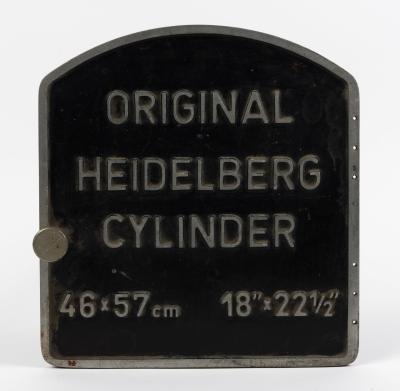 ORIGINAL
HEIDELBERG
CYLINDER
46×57cm 18"×22½"